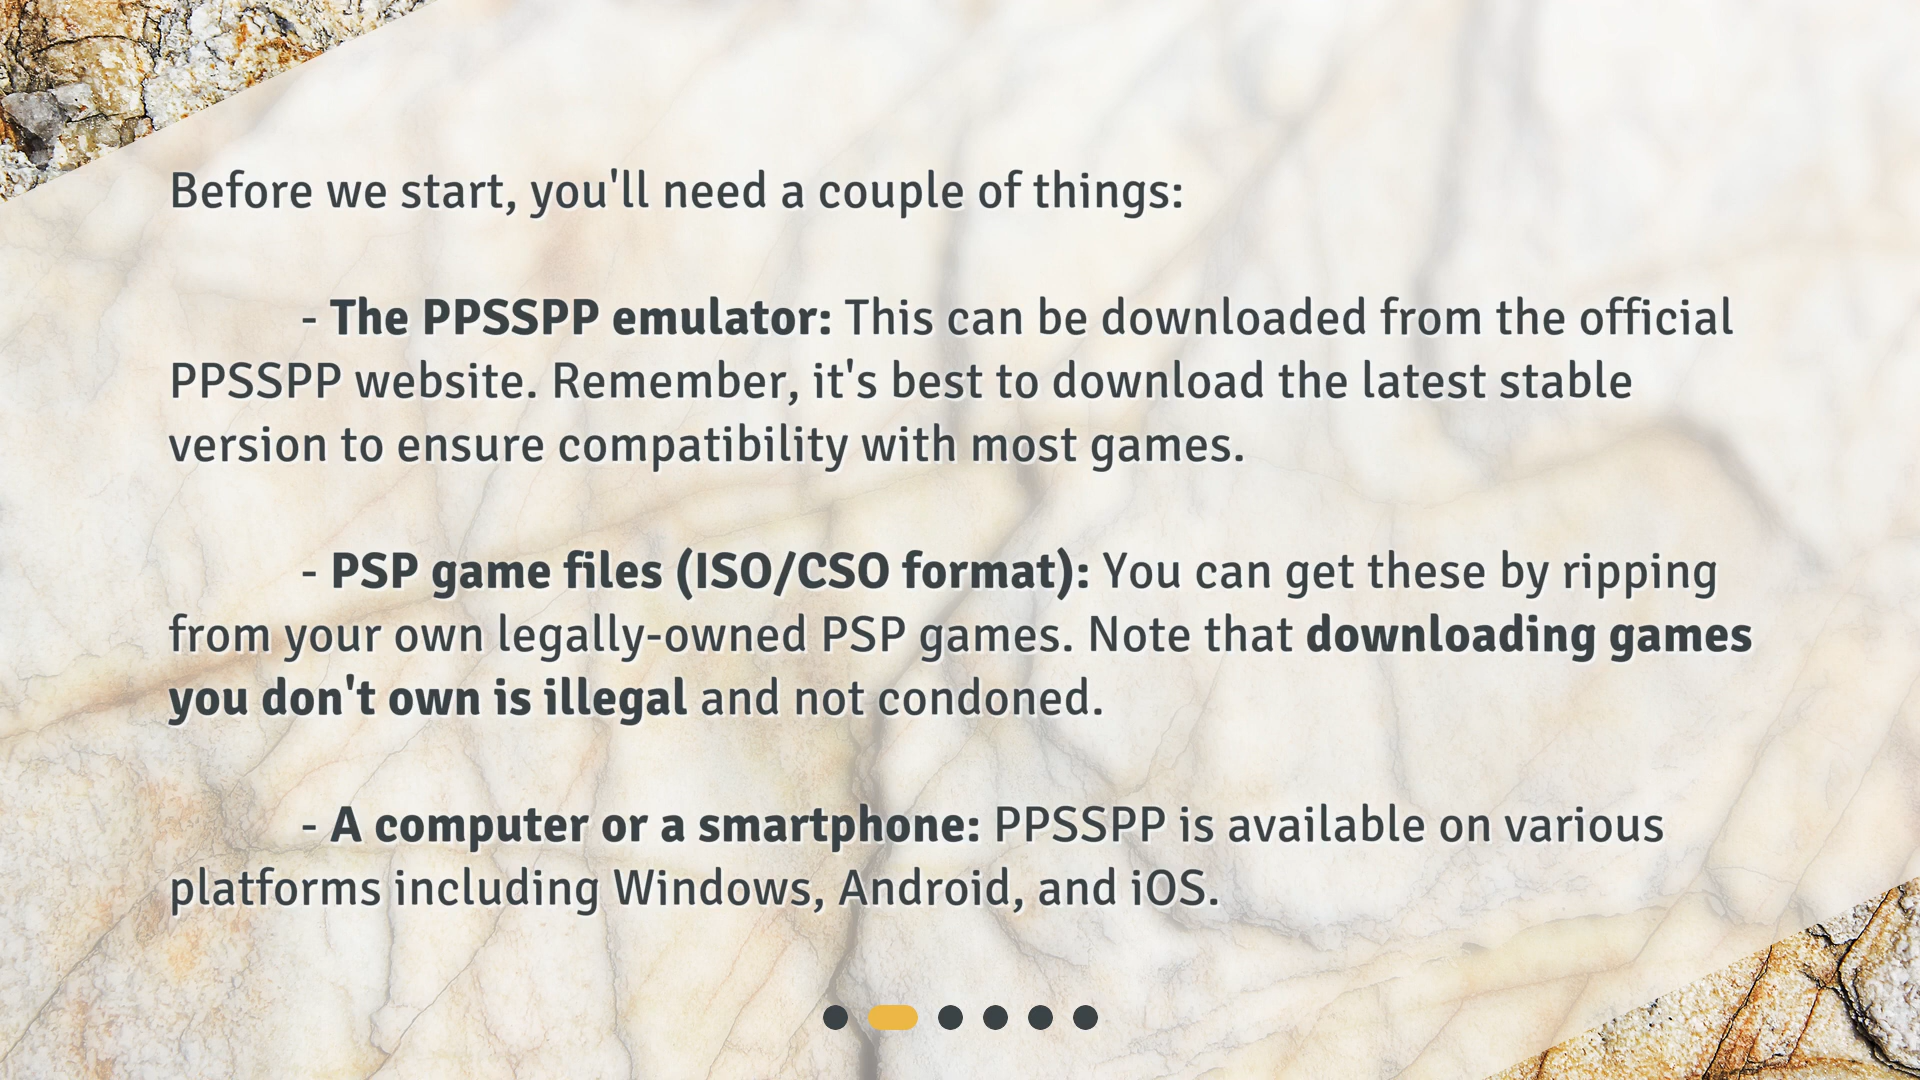 Before we start, you'll need a couple of things:
- The PPSSPP emulator: This can be downloaded from the official
PPSSPP website. Remember, it's best to download the latest stable
version to ensure compatibility with most games.
- PSP game files (ISO/CSO format): You can get these by ripping
from your own legally-owned PSP games. Note that downloading games
you don't own is illegal and not condoned.
- A computer or a smartphone: PPSSPP is available on various
platforms including Windows, Android, and iOS.